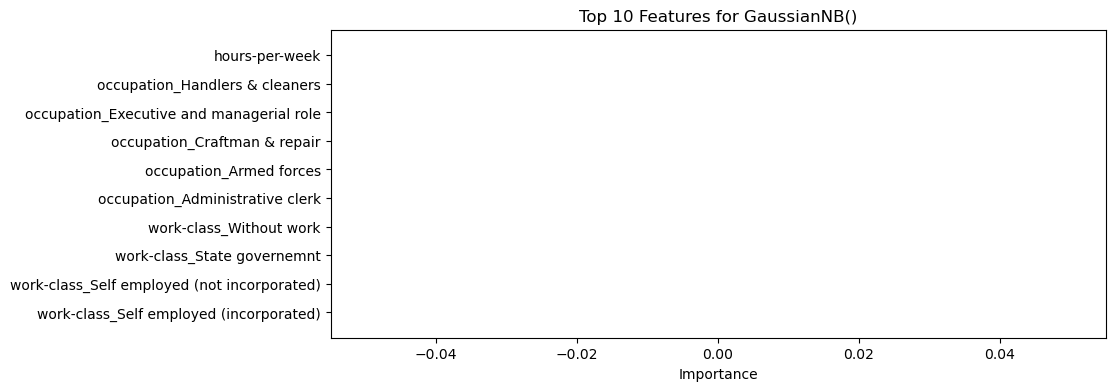 Top 10 Features for GaussianNB()
hours-per-week
occupation_Handlers & cleaners
occupation_Executive and managerial role
occupation_Craftman & repair
occupation_Armed forces
occupation_Administrative clerk
work-class_Without work
work-class_State governemnt
work-class_Self employed (not incorporated)
work-class_Self employed (incorporated)
−0.04 −0.02 0.00 0.02 0.04
Importance